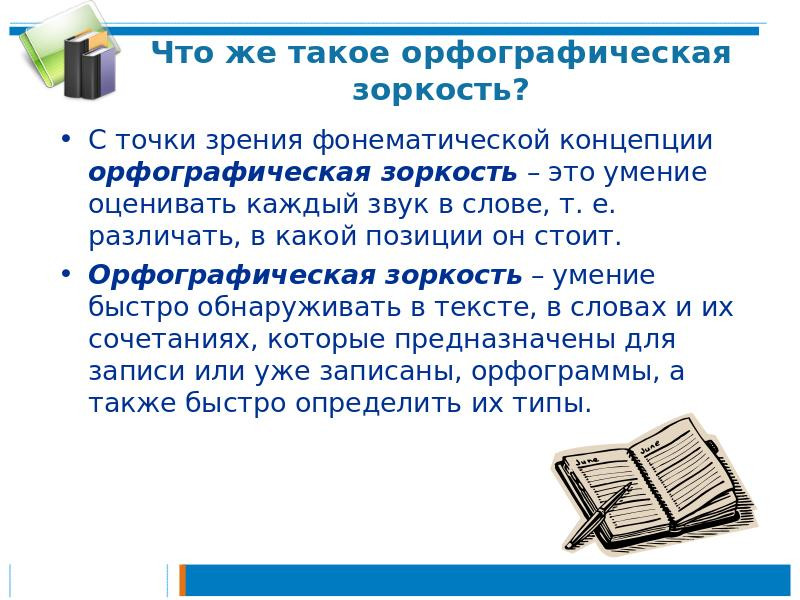 Что же такое орфографическая
зоркость?
• С точки зрения фонематической концепции
орфографическая зоркость – это умение
оценивать каждый звук в слове, т. е.
различать, в какой позиции он стоит.
• Орфографическая зоркость – умение
быстро обнаруживать в тексте, в словах и их
сочетаниях, которые предназначены для
записи или уже записаны, орфограммы, а
также быстро определить их типы.
June
June